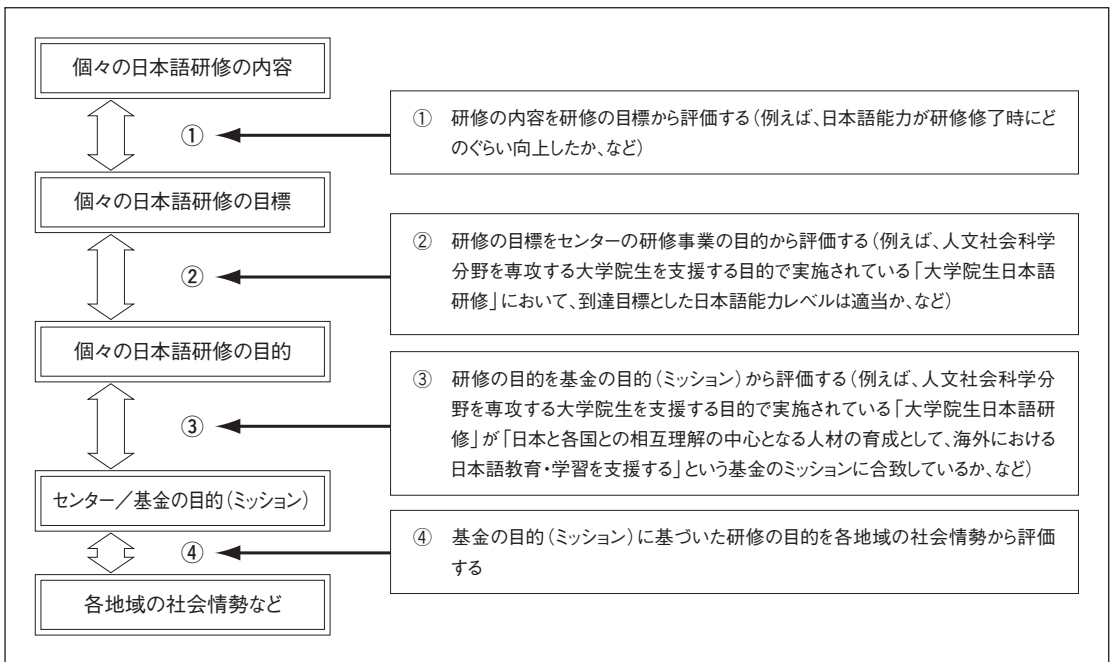 個々の日本語研修の内容
①
① 研修の内容を研修の目標から評価する（例えば、日本語能力が研修修了時にど
のぐらい向上したか、など）
個々の日本語研修の目標
②
② 研修の目標をセンターの研修事業の目的から評価する（例えば、人文社会科学
分野を専攻する大学院生を支援する目的で実施されている「大学院生日本語
研修」において、到達目標とした日本語能力レベルは適当か、など）
個々の日本語研修の目的
③
③ 研修の目的を基金の目的（ミッション）から評価する（例えば、人文社会科学分
野を専攻する大学院生を支援する目的で実施されている「大学院生日本語研
修」が「日本と各国との相互理解の中心となる人材の育成として、海外における
日本語教育・学習を支援する」という基金のミッションに合致しているか、など）
センター／基金の目的（ミッション）
④
④ 基金の目的（ミッション）に基づいた研修の目的を各地域の社会情勢から評価
する
各地域の社会情勢など